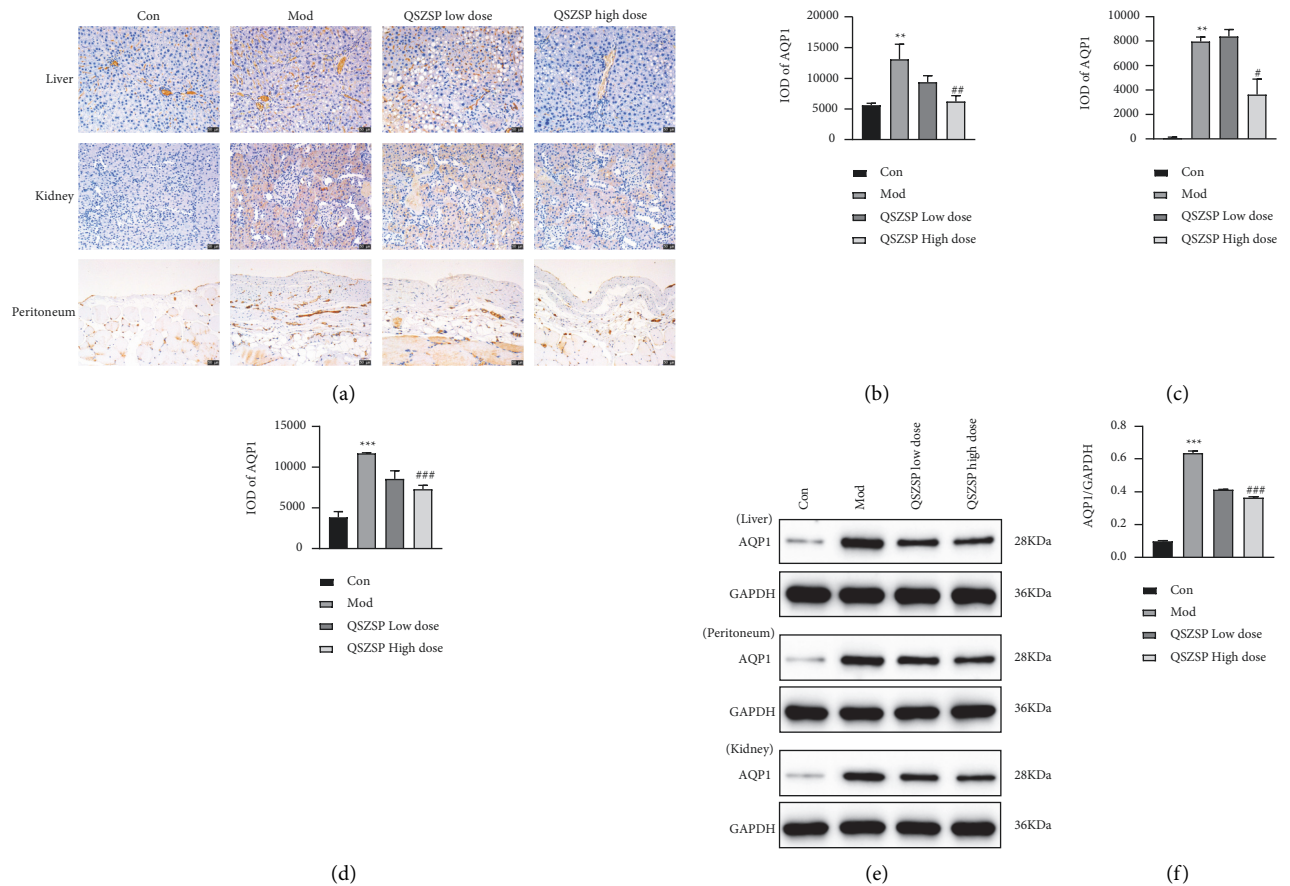 Con Mod QSZSP low dose QSZSP high dose
Liver
Kidney
Peritoneum
(a)
20000
15000
10000
5000
0
IOD of AQP1
**
##
Con
Mod
QSZSP Low dose
QSZSP High dose
(b)
10000
8000
6000
4000
2000
0
IOD of AQP1
**
#
Con
Mod
QSZSP Low dose
QSZSP High dose
(c)
15000
10000
5000
0
IOD of AQP1
***
###
Con
Mod
QSZSP Low dose
QSZSP High dose
(d)
Con
Mod
QSZSP low dose
QSZSP high dose
(Liver)
AQP1 28KDa
GAPDH 36KDa
(Peritoneum)
AQP1 28KDa
GAPDH 36KDa
(Kidney)
AQP1 28KDa
GAPDH 36KDa
(e)
0.8
0.6
0.4
0.2
0.0
AQP1/GAPDH
***
###
Con
Mod
QSZSP Low dose
QSZSP High dose
(f)